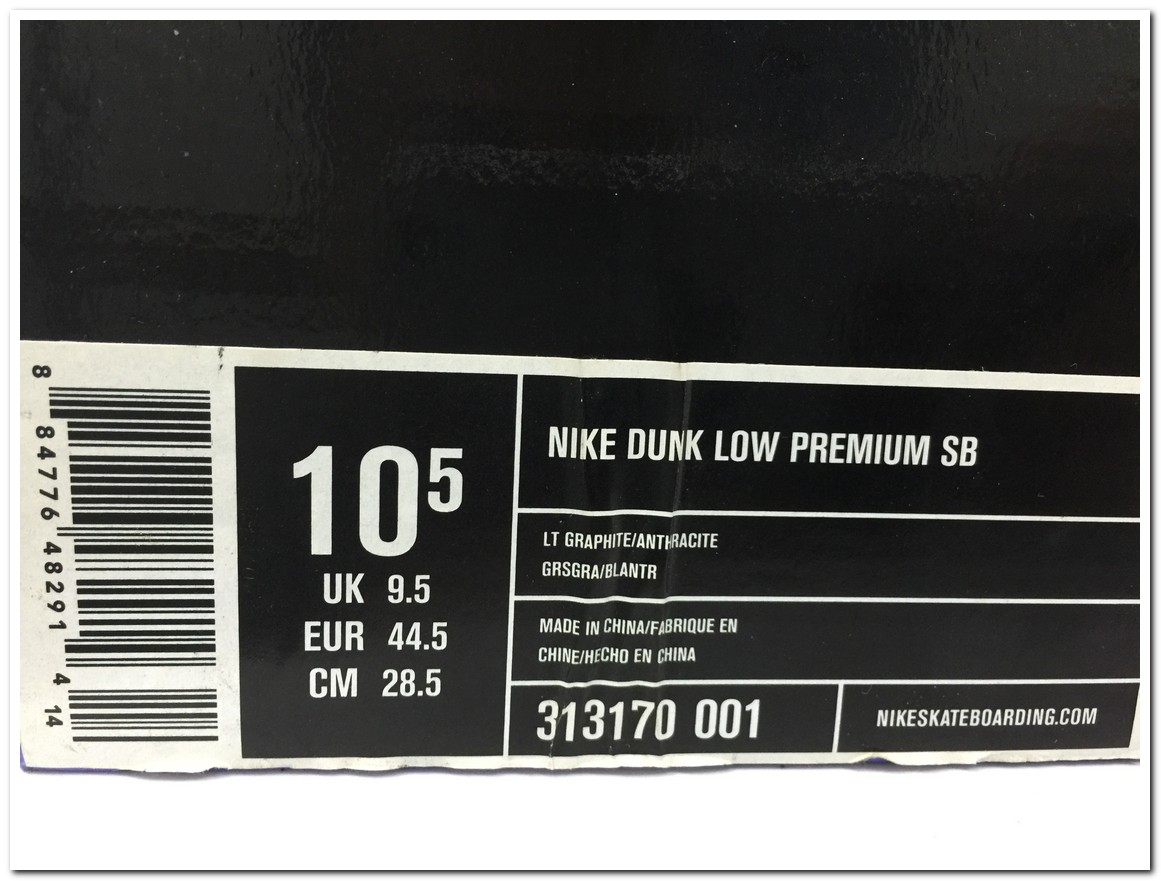 8 84776 48291 4 14
10 5
UK 9.5
EUR 44.5
CM 28.5
NIKE DUNK LOW PREMIUM SB
LT GRAPHITE/ANTHRACITE
GRSGRA/BLANTR
MADE IN CHINA/FABRIQUE EN
CHINE/HECHO EN CHINA
313170 001
NIKESKATEBOARDING.COM